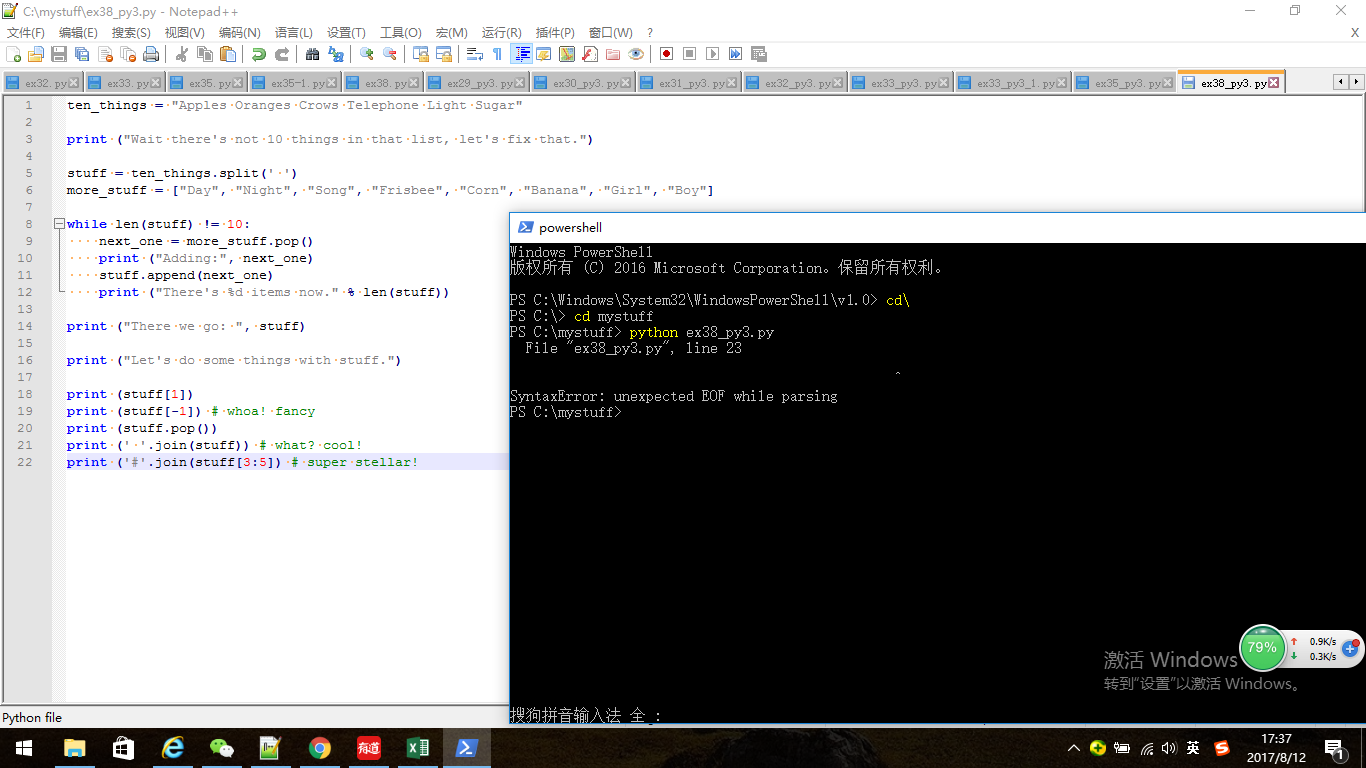 C:\mystuff\ex38_py3.py - Notepad++
文件(F) 编辑(E) 搜索(S) 视图(V) 编码(N) 语言(L) 设置(T) 工具(O) 宏(M) 运行(R) 插件(P) 窗口(W) ? X
ex32.py ex33.py ex35.py ex35-1.py ex38.py ex29_py3.py ex30_py3.py ex31_py3.py ex32_py3.py ex33_py3.py ex33_py3_1.py ex35_py3.py ex38_py3.py
1 ten_things = "Apples Oranges Crows Telephone Light Sugar"
2
3 print ("Wait there's not 10 things in that list, let's fix that.")
4
5 stuff = ten_things.split(' ')
6 more_stuff = ["Day", "Night", "Song", "Frisbee", "Corn", "Banana", "Girl", "Boy"]
7
8 while len(stuff) != 10:
9 next_one = more_stuff.pop()
10 print ("Adding:", next_one)
11 stuff.append(next_one)
12 print ("There's %d items now." % len(stuff))
13
14 print ("There we go: ", stuff)
15
16 print ("Let's do some things with stuff.")
17
18 print (stuff[1])
19 print (stuff[-1]) # whoa! fancy
20 print (stuff.pop())
21 print (' '.join(stuff)) # what? cool!
22 print ('#'.join(stuff[3:5]) # super stellar!
powershell
Windows PowerShell
版权所有 (C) 2016 Microsoft Corporation。保留所有权利。
PS C:\Windows\System32\WindowsPowerShell\v1.0> cd\
PS C:\> cd mystuff
PS C:\mystuff> python ex38_py3.py
File "ex38_py3.py", line 23
^
SyntaxError: unexpected EOF while parsing
PS C:\mystuff>
79% 0.9K/s
0.3K/s
激活 Windows
转到“设置”以激活 Windows。
搜狗拼音输入法 全 :
Python file
有道
英
17:37
2017/8/12
1